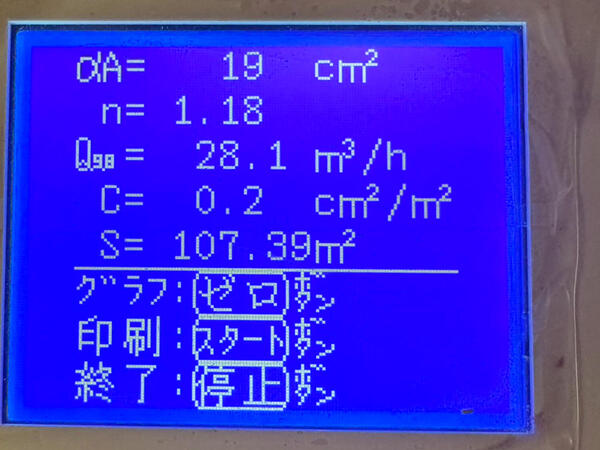 αA= 19 cm²
n= 1.18
Q9.8= 28.1 m³/h
C= 0.2 cm²/m²
S= 107.39m²
グラフ:(ゼロ)ボタン
印刷:(スタート)ボタン
終了:(停止)ボタン